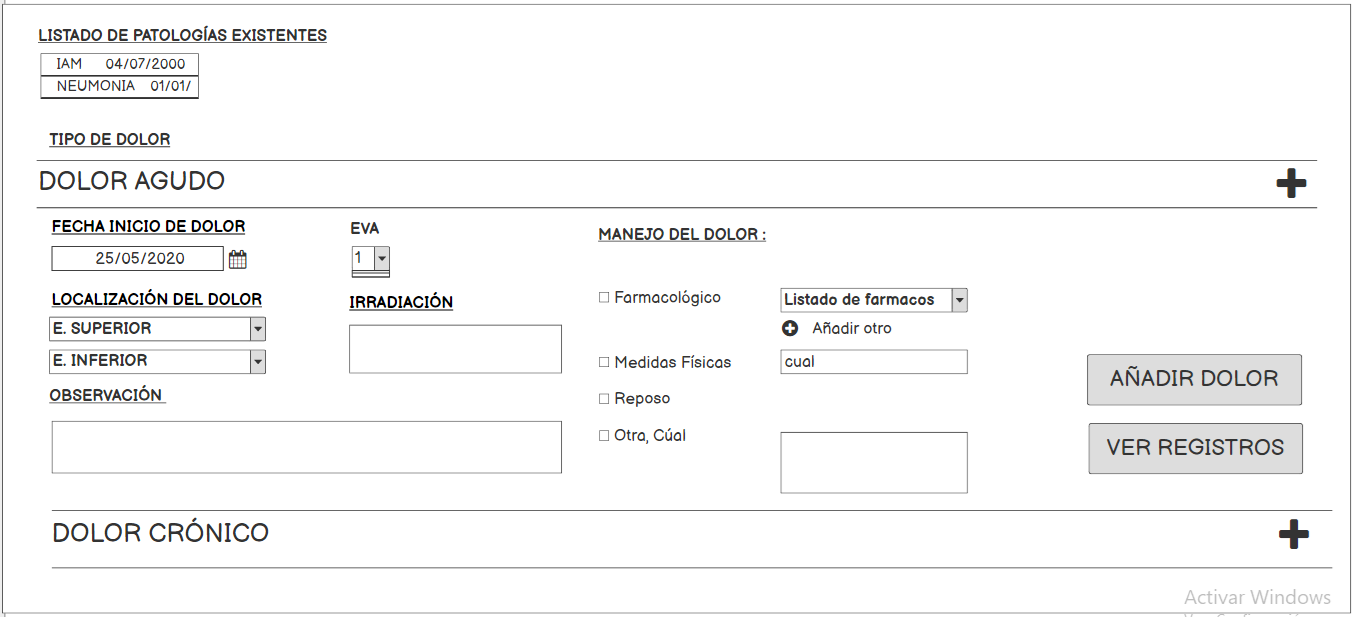 LISTADO DE PATOLOGÍAS EXISTENTES
IAM 04/07/2000
NEUMONIA 01/01/
TIPO DE DOLOR
DOLOR AGUDO
FECHA INICIO DE DOLOR
25/05/2020
EVA
1
LOCALIZACIÓN DEL DOLOR
E. SUPERIOR
E. INFERIOR
IRRADIACIÓN
OBSERVACIÓN
MANEJO DEL DOLOR :
Farmacológico
Listado de farmacos
Añadir otro
Medidas Físicas
cual
Reposo
Otra, Cúal
AÑADIR DOLOR
VER REGISTROS
DOLOR CRÓNICO
Activar Windows